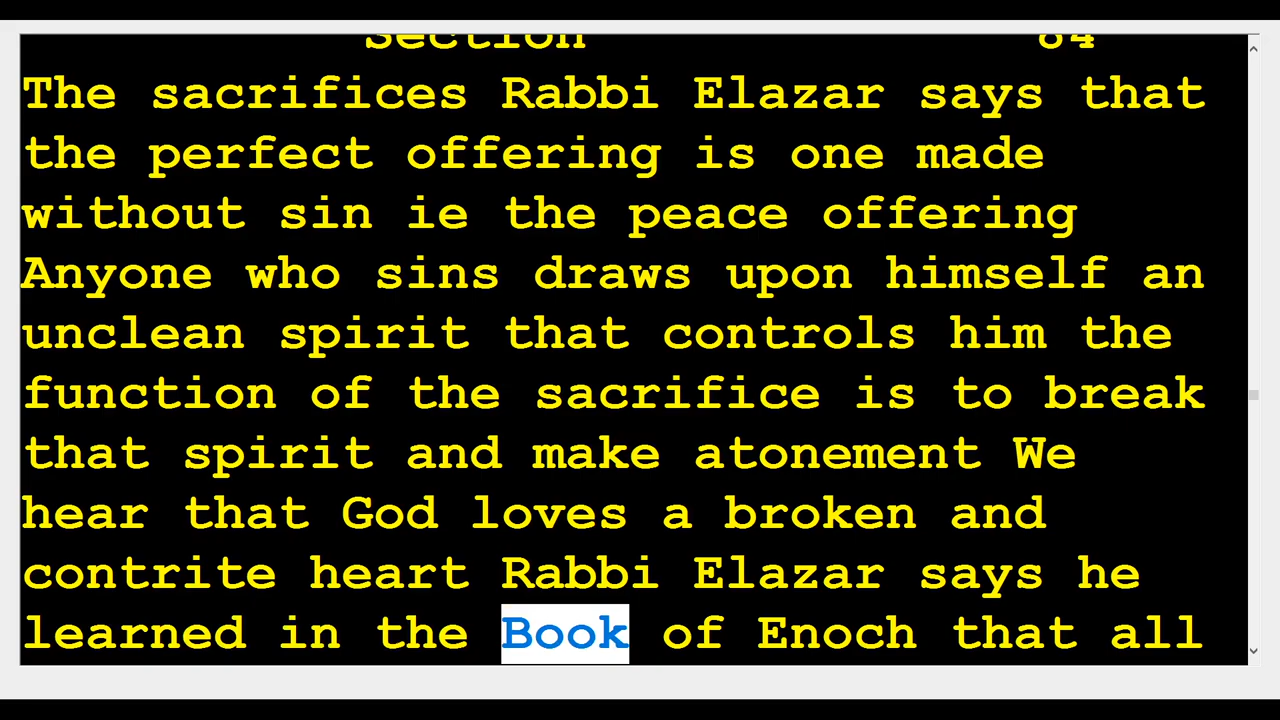 Section 64
The sacrifices Rabbi Elazar says that
the perfect offering is one made
without sin ie the peace offering
Anyone who sins draws upon himself an
unclean spirit that controls him the
function of the sacrifice is to break
that spirit and make atonement We
hear that God loves a broken and
contrite heart Rabbi Elazar says he
learned in the Book of Enoch that all